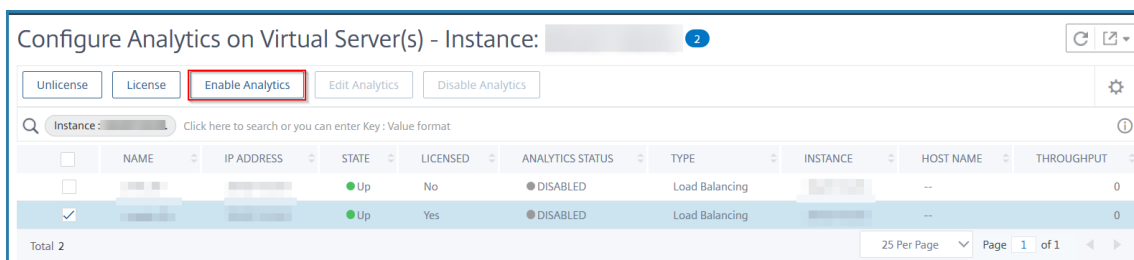 Configure Analytics on Virtual Server(s) - Instance: 2
Unlicense License Enable Analytics Edit Analytics Disable Analytics
Instance : Click here to search or you can enter Key : Value format
NAME IP ADDRESS STATE LICENSED ANALYTICS STATUS TYPE INSTANCE HOST NAME THROUGHPUT
Up No DISABLED Load Balancing -- 0
Up Yes DISABLED Load Balancing -- 0
Total 2 25 Per Page Page 1 of 1